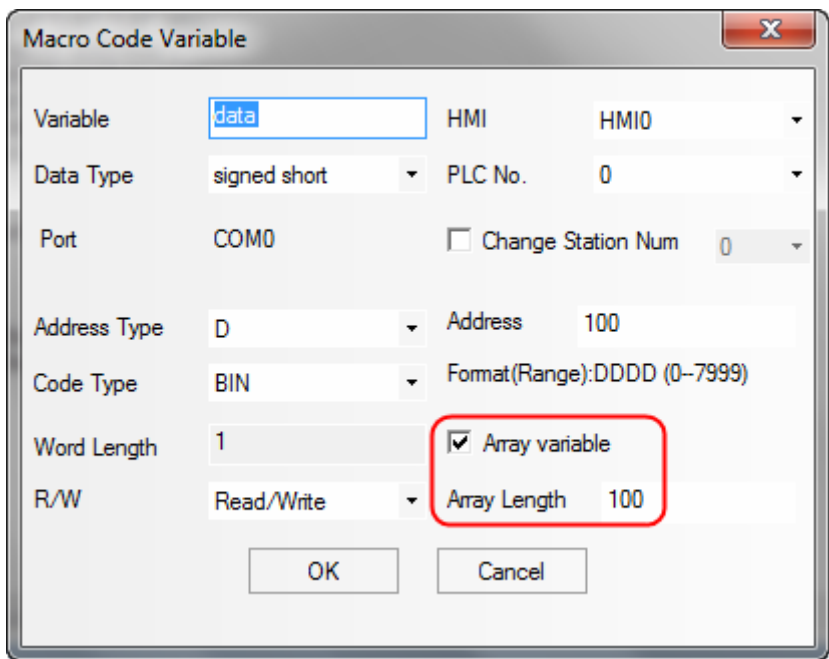 Macro Code Variable
Variable data HMI HMI0
Data Type signed short PLC No. 0
Port COM0 Change Station Num 0
Address Type D Address 100
Code Type BIN Format(Range):DDDD (0--7999)
Word Length 1 Array variable
R/W Read/Write Array Length 100
OK Cancel